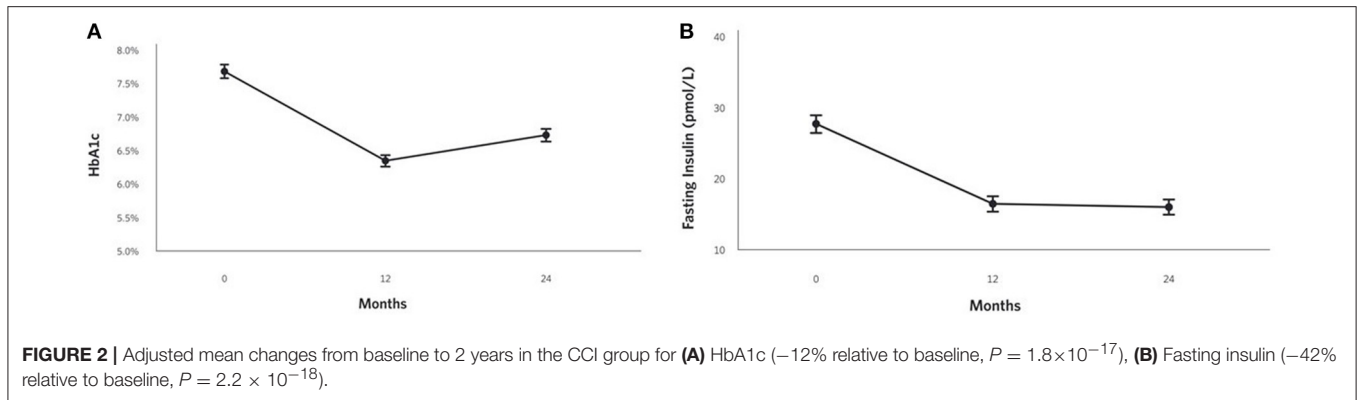 A
8.0%
7.5%
7.0%
6.5%
6.0%
5.5%
5.0%
HbA1c
0 12 24
Months
B
40
30
20
10
Fasting Insulin (pmol/L)
0 12 24
Months
FIGURE 2 | Adjusted mean changes from baseline to 2 years in the CCI group for (A) HbA1c (−12% relative to baseline, P = 1.8×10⁻¹⁷), (B) Fasting insulin (−42%
relative to baseline, P = 2.2 × 10⁻¹⁸).